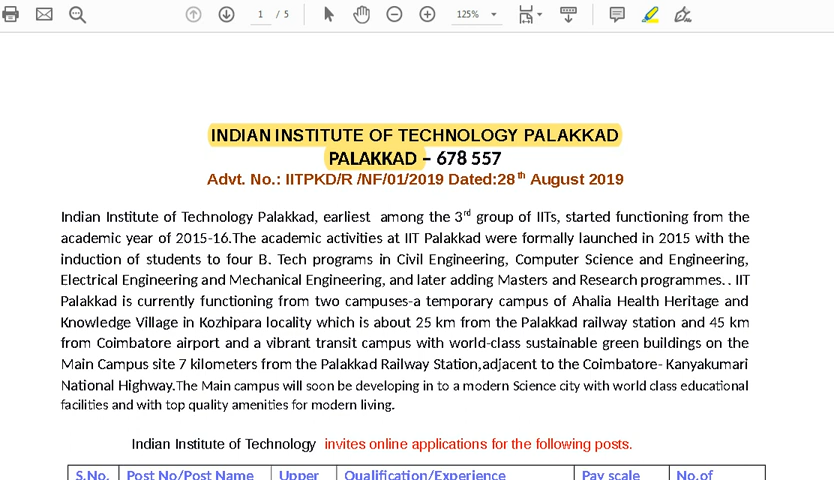 1 / 5 125%
INDIAN INSTITUTE OF TECHNOLOGY PALAKKAD
PALAKKAD – 678 557
Advt. No.: IITPKD/R /NF/01/2019 Dated:28th August 2019
Indian Institute of Technology Palakkad, earliest among the 3rd group of IITs, started functioning from the
academic year of 2015-16.The academic activities at IIT Palakkad were formally launched in 2015 with the
induction of students to four B. Tech programs in Civil Engineering, Computer Science and Engineering,
Electrical Engineering and Mechanical Engineering, and later adding Masters and Research programmes. . IIT
Palakkad is currently functioning from two campuses-a temporary campus of Ahalia Health Heritage and
Knowledge Village in Kozhipara locality which is about 25 km from the Palakkad railway station and 45 km
from Coimbatore airport and a vibrant transit campus with world-class sustainable green buildings on the
Main Campus site 7 kilometers from the Palakkad Railway Station,adjacent to the Coimbatore- Kanyakumari
National Highway.The Main campus will soon be developing in to a modern Science city with world class educational
facilities and with top quality amenities for modern living.
Indian Institute of Technology invites online applications for the following posts.
S.No. Post No/Post Name Upper Qualification/Experience Pay scale No.of